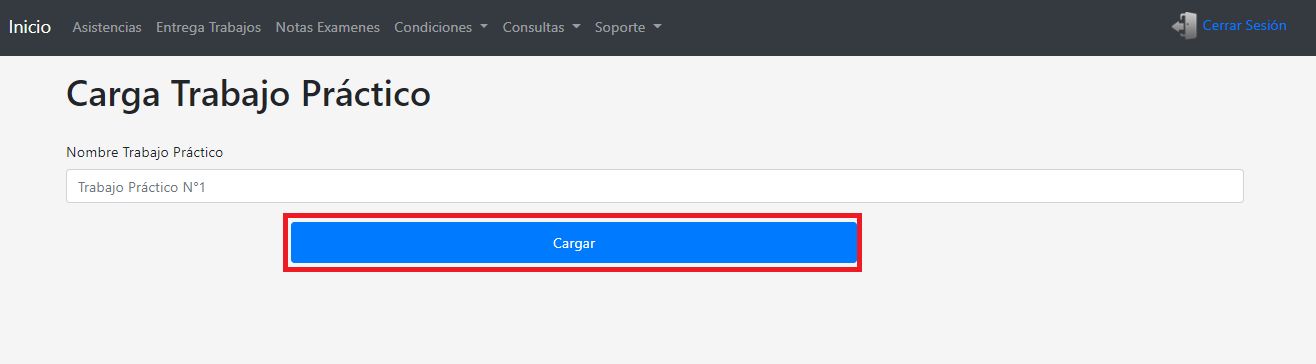 Inicio Asistencias Entrega Trabajos Notas Examenes Condiciones Consultas Soporte Cerrar Sesión
Carga Trabajo Práctico
Nombre Trabajo Práctico
Trabajo Práctico N°1
Cargar